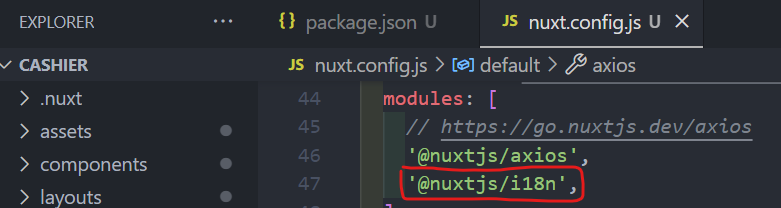 EXPLORER
...
package.json U
JS nuxt.config.js U
CASHIER
JS nuxt.config.js > default > axios
.nuxt
44 modules: [
assets
45 // https://go.nuxtjs.dev/axios
components
46 '@nuxtjs/axios',
layouts
47 '@nuxtjs/i18n',